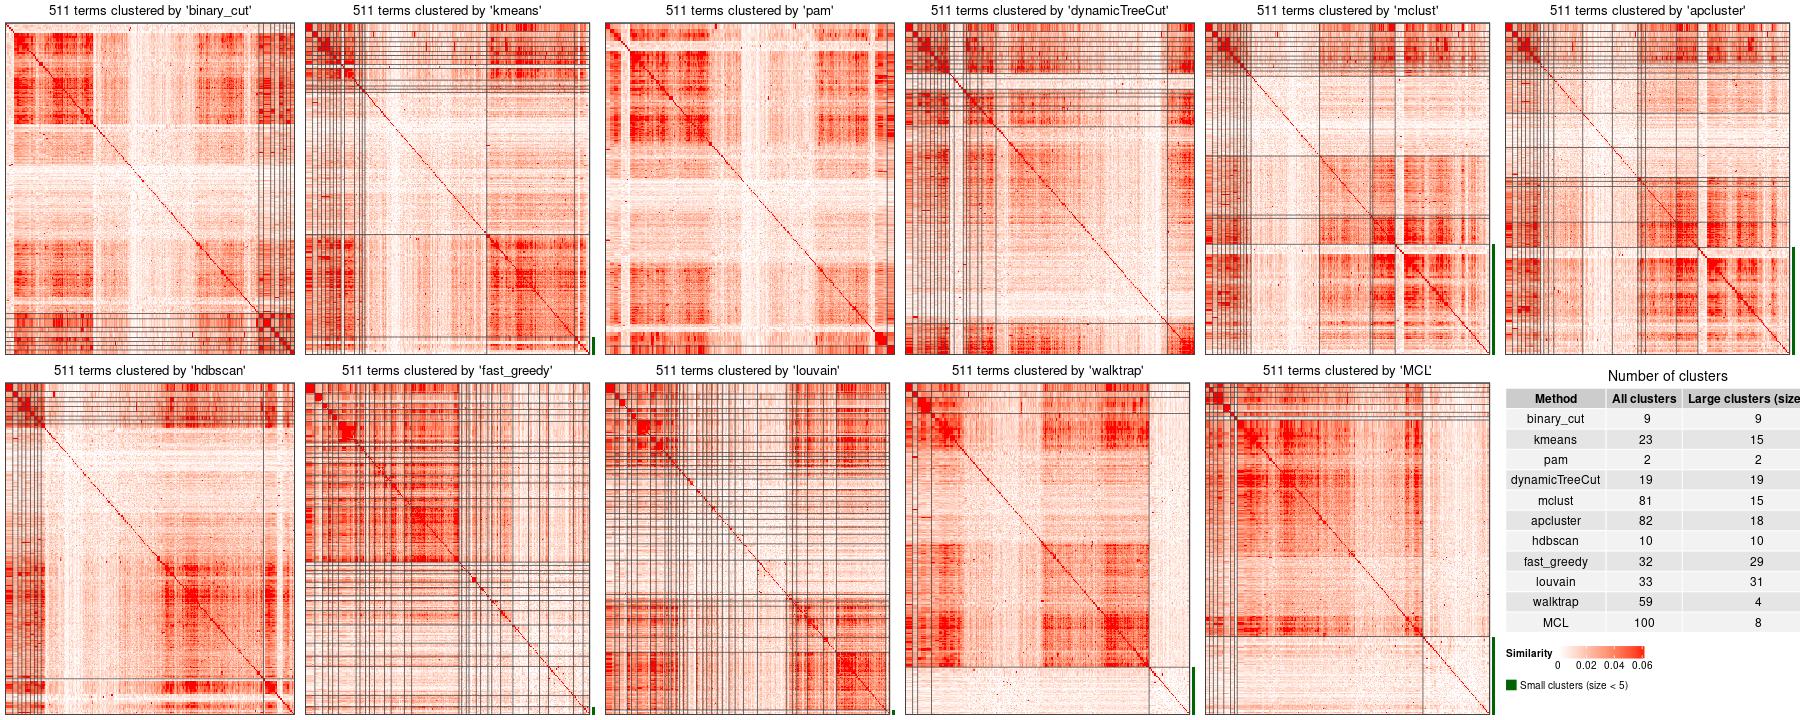 511 terms clustered by 'binary_cut'
511 terms clustered by 'kmeans'
511 terms clustered by 'pam'
511 terms clustered by 'dynamicTreeCut'
511 terms clustered by 'mclust'
511 terms clustered by 'apcluster'
511 terms clustered by 'hdbscan'
511 terms clustered by 'fast_greedy'
511 terms clustered by 'louvain'
511 terms clustered by 'walktrap'
511 terms clustered by 'MCL'
Number of clusters
Method All clusters Large clusters (size
binary_cut 9 9
kmeans 23 15
pam 2 2
dynamicTreeCut 19 19
mclust 81 15
apcluster 82 18
hdbscan 10 10
fast_greedy 32 29
louvain 33 31
walktrap 59 4
MCL 100 8
Similarity
0 0.02 0.04 0.06
Small clusters (size < 5)